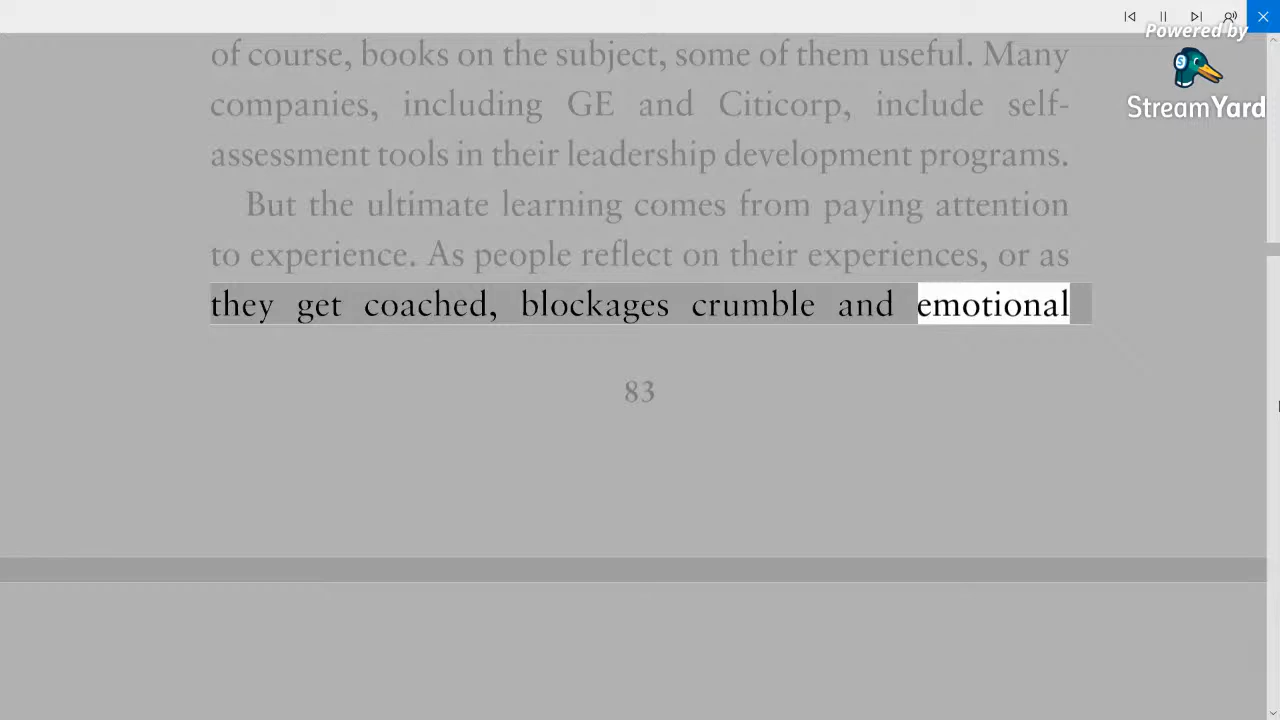 Powered by
StreamYard
of course, books on the subject, some of them useful. Many
companies, including GE and Citicorp, include self-
assessment tools in their leadership development programs.
But the ultimate learning comes from paying attention
to experience. As people reflect on their experiences, or as
they get coached, blockages crumble and emotional
83